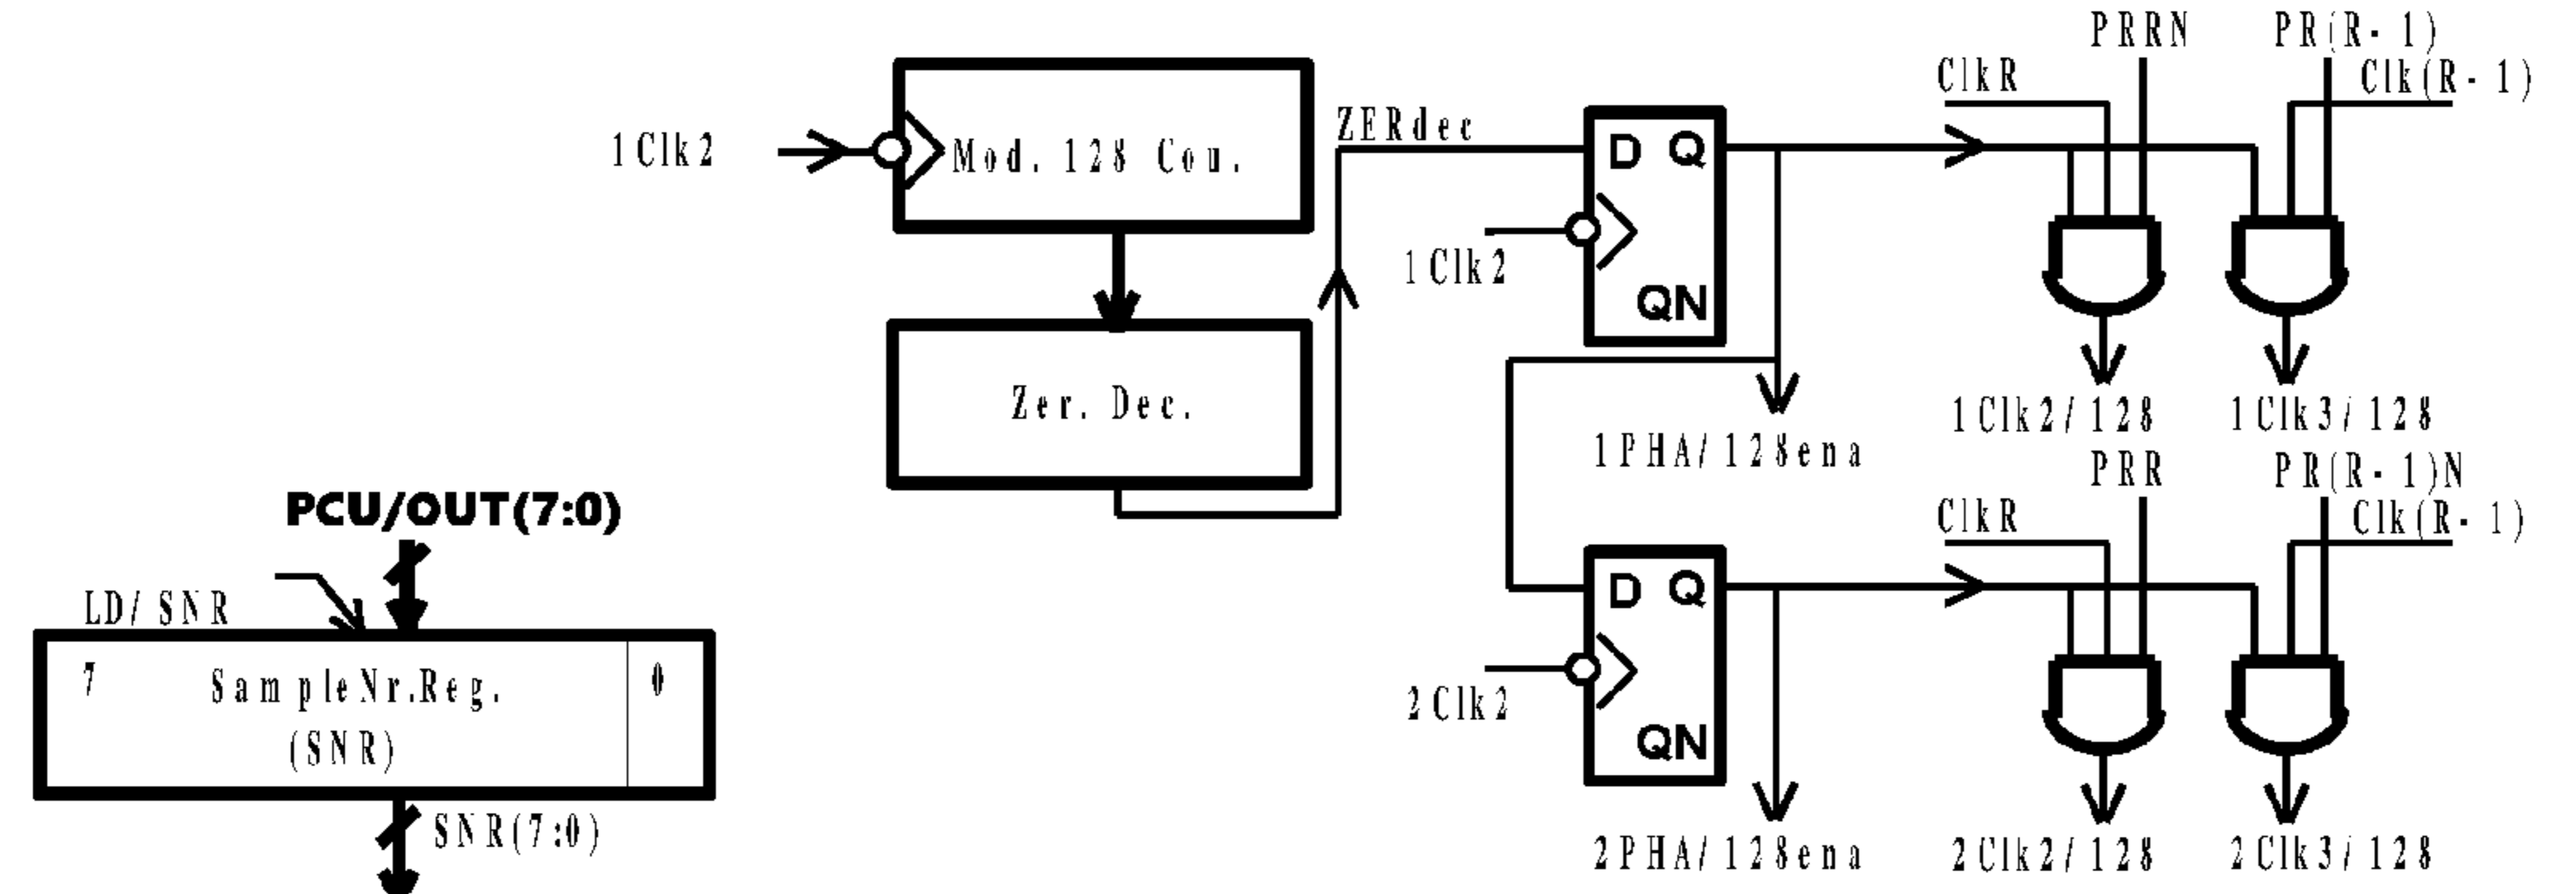 PRRN
PR(R-1)
ClkR
Clk(R-1)
1Clk2
Mod. 128 Cou.
ZERdec
D Q
1Clk2
QN
Zer. Dec.
1Clk2/128
1Clk3/128
1PHA/128ena
PRR
PR(R-1)N
PCU/OUT(7:0)
ClkR
Clk(R-1)
LD/SNR
D Q
7 SampleNr.Reg. 0
(SNR)
2Clk2
QN
SNR(7:0)
2PHA/128ena
2Clk2/128
2Clk3/128